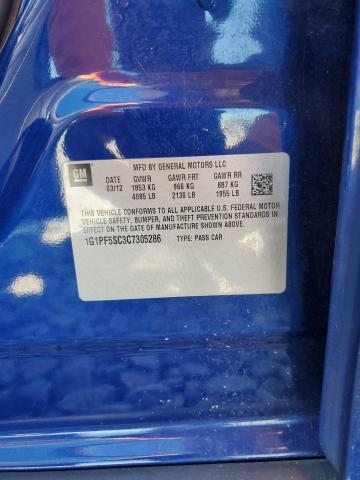 GM
MFD BY GENERAL MOTORS LLC
DATE GVWR GAWR FRT GAWR RR
03/12 1853 KG 966 KG 887 KG
4085 LB 2130 LB 1955 LB
THIS VEHICLE CONFORMS TO ALL APPLICABLE U.S. FEDERAL MOTOR
VEHICLE SAFETY, BUMPER, AND THEFT PREVENTION STANDARDS
IN EFFECT ON THE DATE OF MANUFACTURE SHOWN ABOVE.
1G1PF5SC3C7305286 TYPE: PASS CAR